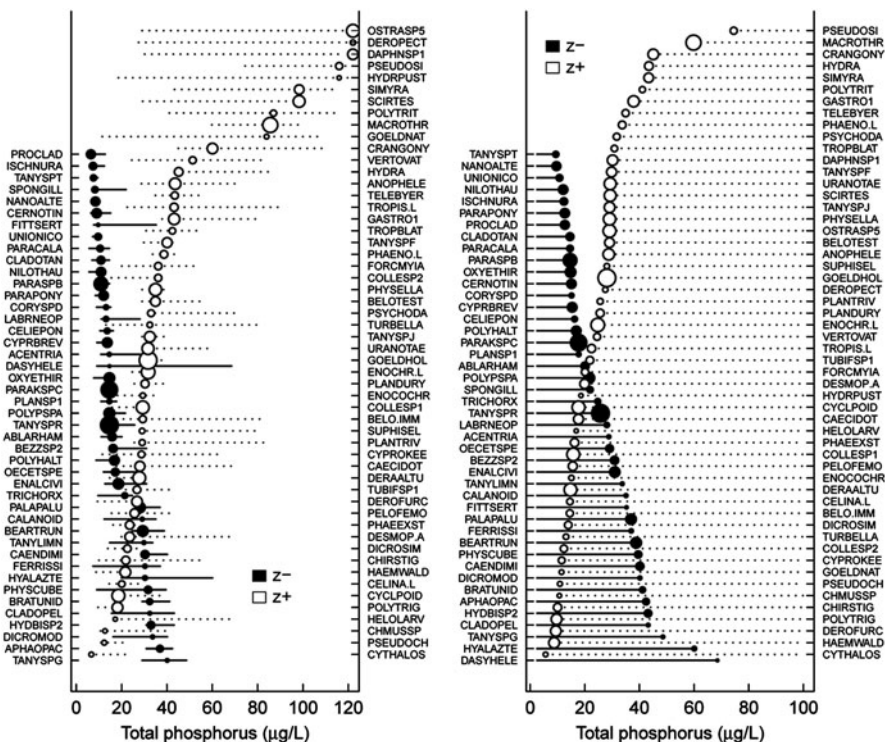 PROCLAD
ISCHNURA
TANYSPT
SPONGILL
NANOALTE
CERNOTIN
FITTSERT
UNIONICO
PARACALA
CLADOTAN
NILOTHAU
PARASPB
PARAPONY
CORYSPD
LABRNEOP
CELIEPON
CYPRBREV
ACENTRIA
DASYHELE
OXYETHIR
PARAKSPC
PLANSP1
POLYPSPA
TANYSPR
ABLARHAM
BEZZSP2
POLYHALT
OECETSPE
ENALCIVI
TRICHORX
PALAPALU
CALANOID
BEARTRUN
TANYLIMN
CAENDIMI
FERRISSI
HYALAZTE
PHYSCUBE
BRATUNID
CLADOPEL
HYDBISP2
DICROMOD
APHAOPAC
TANYSPG
OSTRASP5
DEROPECT
DAPHNSP1
PSEUDOSI
HYDRPUST
SIMYRA
SCIRTES
POLYTRIT
MACROTHR
GOELDNAT
CRANGONY
VERTOVAT
HYDRA
ANOPHELE
TELEBYER
TROPIS.L
GASTRO1
TROPBLAT
TANYSPF
PHAENO.L
FORCMYIA
COLLESP2
PHYSELLA
BELOTEST
PSYCHODA
TURBELLA
TANYSPJ
URANOTAE
GOELDHOL
ENOCHR.L
PLANDURY
ENOCOCHR
COLLESP1
BELO.IMM
SUPHISEL
PLANTRIV
CYPROKEE
CAECIDOT
DERAALTU
TUBIFSP1
DEROFURC
PELOFEMO
PHAEEXST
DESMOP.A
DICROSIM
CHIRSTIG
HAEMWALD
CELINA.L
CYCLPOID
POLYTRIG
HELOLARV
CHMUSSP
PSEUDOCH
CYTHALOS
z−
z+
0 20 40 60 80 100 120
Total phosphorus (µg/L)
z−
z+
TANYSPT
NANOALTE
UNIONICO
NILOTHAU
ISCHNURA
PARAPONY
PROCLAD
CLADOTAN
PARACALA
PARASPB
OXYETHIR
CERNOTIN
CORYSPD
CYPRBREV
CELIEPON
POLYHALT
PARAKSPC
PLANSP1
ABLARHAM
POLYPSPA
SPONGILL
TRICHORX
TANYSPR
LABRNEOP
ACENTRIA
OECETSPE
BEZZSP2
ENALCIVI
TANYLIMN
CALANOID
FITTSERT
PALAPALU
FERRISSI
BEARTRUN
PHYSCUBE
CAENDIMI
DICROMOD
BRATUNID
APHAOPAC
HYDBISP2
CLADOPEL
TANYSPG
HYALAZTE
DASYHELE
PSEUDOSI
MACROTHR
CRANGONY
HYDRA
SIMYRA
POLYTRIT
GASTRO1
TELEBYER
PHAENO.L
PSYCHODA
TROPBLAT
DAPHNSP1
TANYSPF
URANOTAE
SCIRTES
TANYSPJ
PHYSELLA
OSTRASP5
BELOTEST
ANOPHELE
SUPHISEL
GOELDHOL
DEROPECT
PLANTRIV
PLANDURY
ENOCHR.L
VERTOVAT
TROPIS.L
TUBIFSP1
FORCMYIA
DESMOP.A
HYDRPUST
CYCLPOID
CAECIDOT
HELOLARV
PHAEEXST
COLLESP1
PELOFEMO
ENOCOCHR
DERAALTU
CELINA.L
BELO.IMM
DICROSIM
TURBELLA
COLLESP2
CYPROKEE
GOELDNAT
PSEUDOCH
CHMUSSP
CHIRSTIG
POLYTRIG
DEROFURC
HAEMWALD
CYTHALOS
0 20 40 60 80 100
Total phosphorus (µg/L)